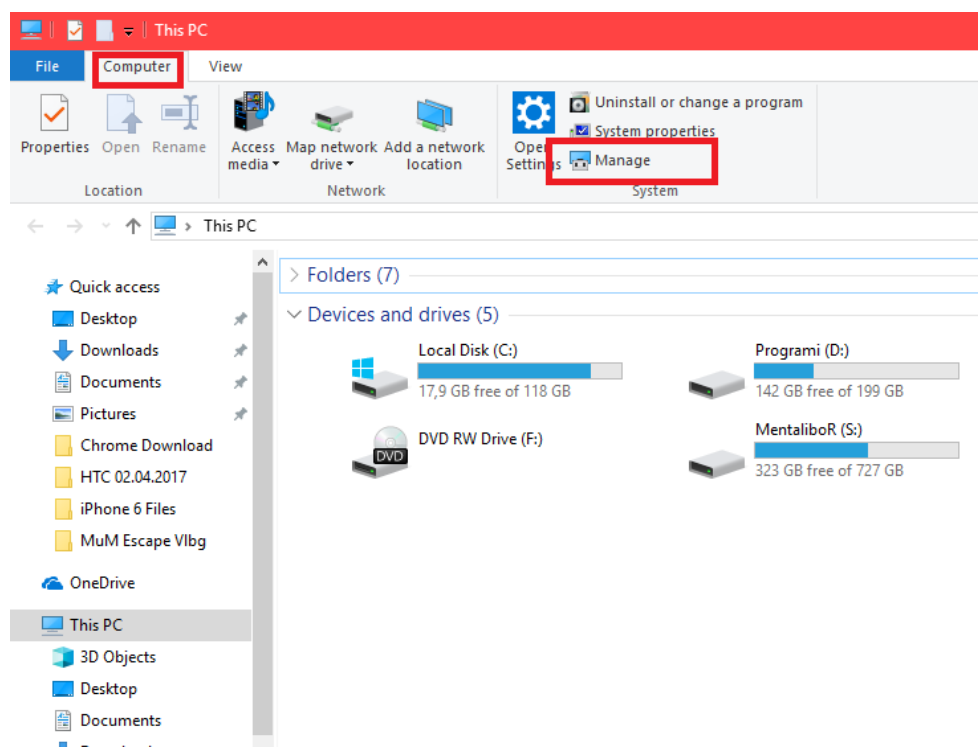 This PC
File Computer View
Properties Open Rename Access media Map network drive Add a network location Open Settings
Uninstall or change a program
System properties
Manage
Location Network System
This PC
Quick access
Desktop
Downloads
Documents
Pictures
Chrome Download
HTC 02.04.2017
iPhone 6 Files
MuM Escape Vlbg
OneDrive
This PC
3D Objects
Desktop
Documents
Folders (7)
Devices and drives (5)
Local Disk (C:)
17,9 GB free of 118 GB
Programi (D:)
142 GB free of 199 GB
DVD RW Drive (F:)
DVD
MentaliboR (S:)
323 GB free of 727 GB